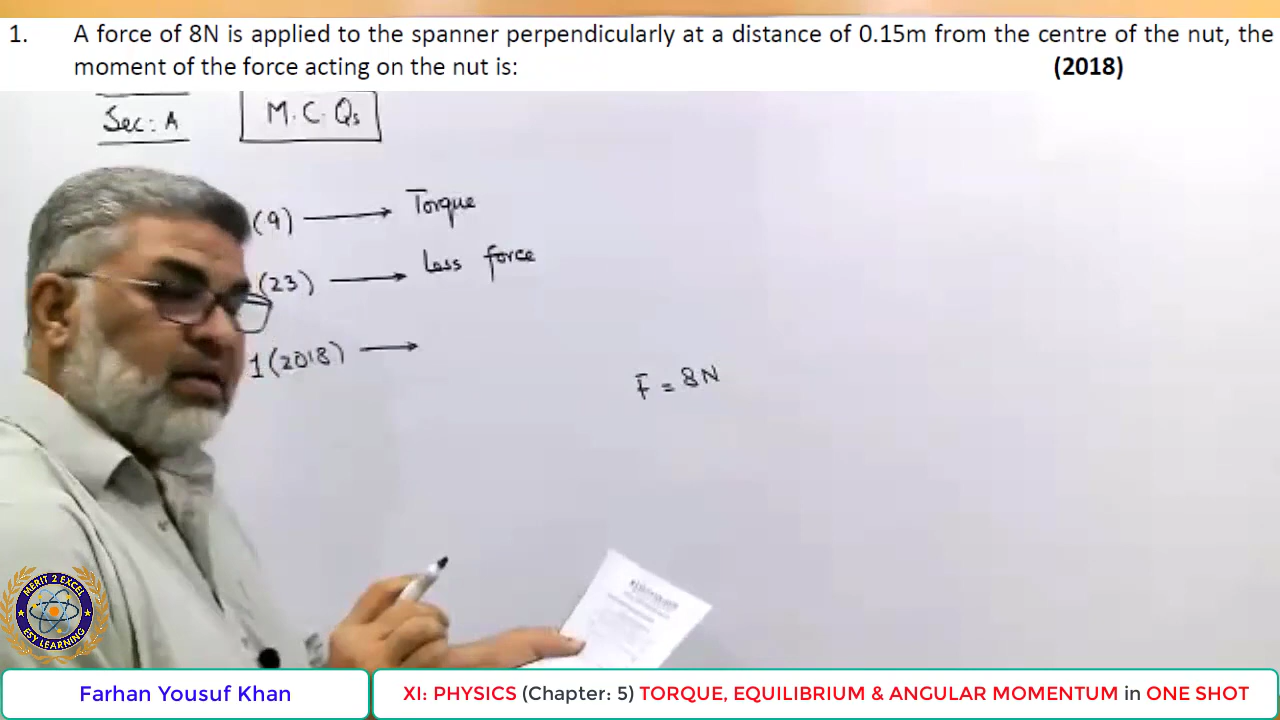 1. A force of 8N is applied to the spanner perpendicularly at a distance of 0.15m from the centre of the nut, the
moment of the force acting on the nut is: (2018)
Sec: A M.C.Qs
(9) → Torque
(23) → Less force
1(2018) →
F = 8N
MERIT 2 EXCEL
ESY LEARNING
Farhan Yousuf Khan XI: PHYSICS (Chapter: 5) TORQUE, EQUILIBRIUM & ANGULAR MOMENTUM in ONE SHOT